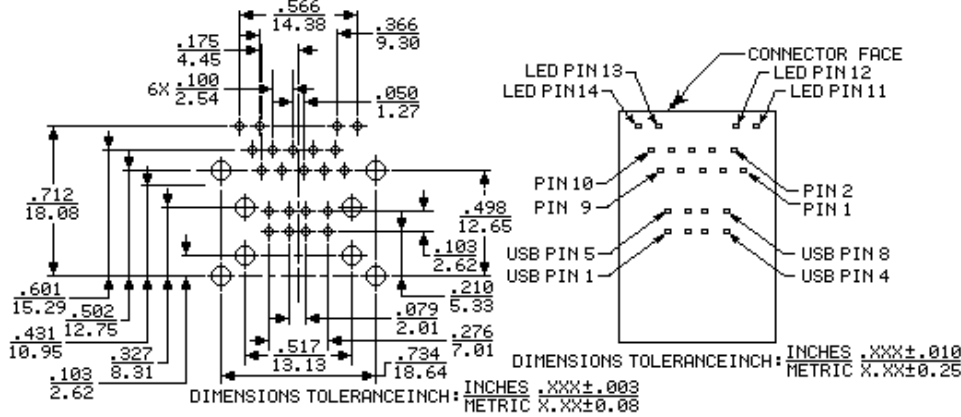 .566
14.38
.366
9.30
.175
4.45
6X .100
2.54
.050
1.27
.712
18.08
.498
12.65
.103
2.62
.601
15.29
.502
12.75
.431
10.95
.327
8.31
.103
2.62
.210
5.33
.079
2.01
.276
7.01
.517
13.13
.734
18.64
DIMENSIONS TOLERANCEINCH: INCHES .XXX±.003
METRIC X.XX±0.08
CONNECTOR FACE
LED PIN 13
LED PIN 12
LED PIN14
LED PIN 11
PIN 10
PIN 2
PIN 9
PIN 1
USB PIN 5
USB PIN 8
USB PIN 1
USB PIN 4
DIMENSIONS TOLERANCEINCH: INCHES .XXX±.010
METRIC X.XX±0.25